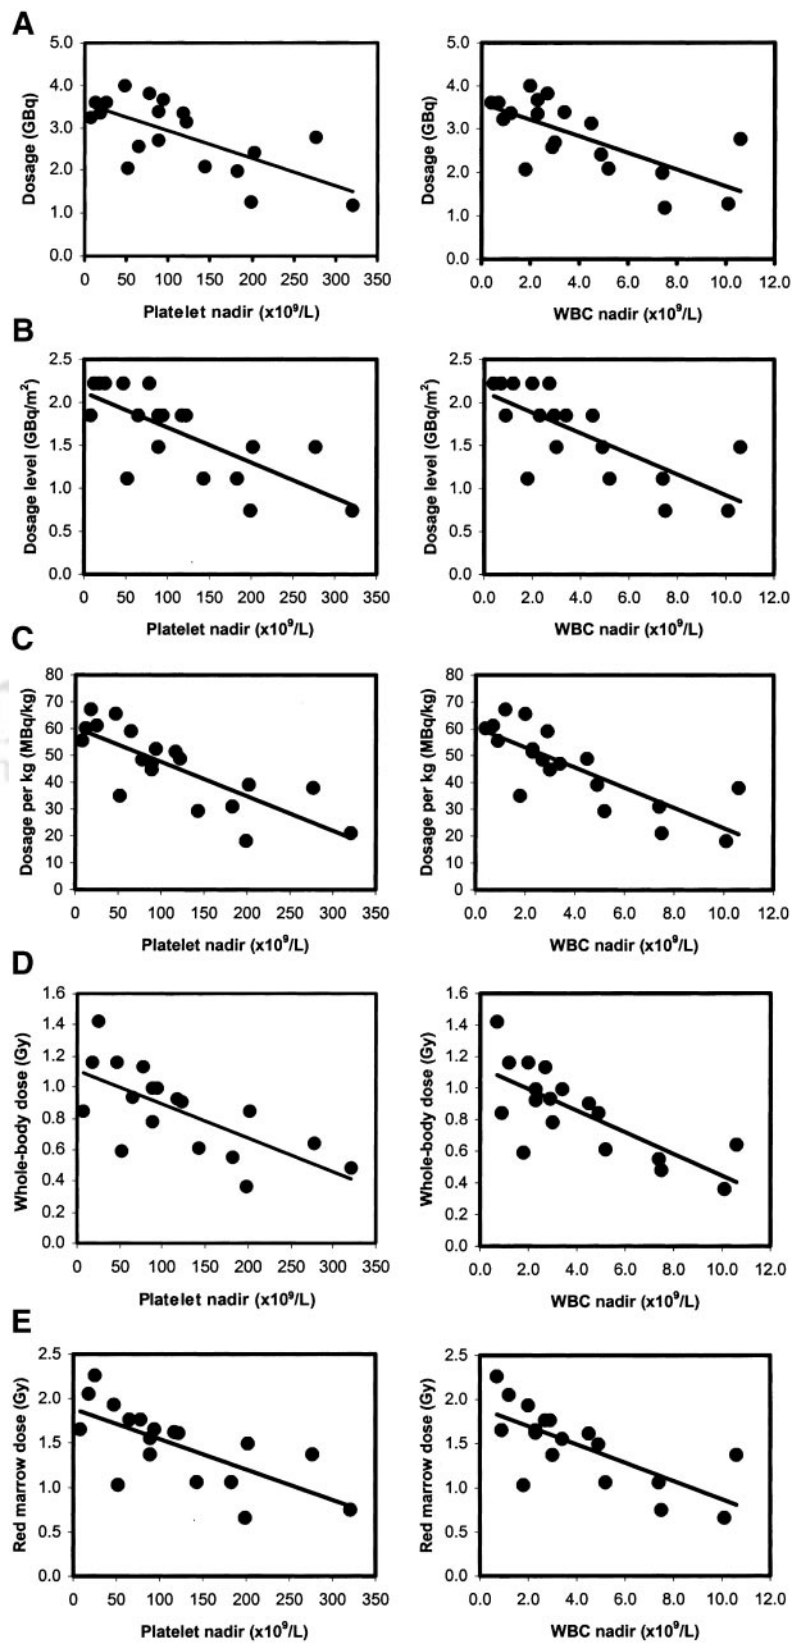 A
5.0 4.0 3.0 2.0 1.0 0.0
Dosage (GBq)
0 50 100 150 200 250 300 350
Platelet nadir (x10⁹/L)
5.0 4.0 3.0 2.0 1.0 0.0
Dosage (GBq)
0.0 2.0 4.0 6.0 8.0 10.0 12.0
WBC nadir (x10⁹/L)
B
2.5 2.0 1.5 1.0 0.5 0.0
Dosage level (GBq/m²)
0 50 100 150 200 250 300 350
Platelet nadir (x10⁹/L)
2.5 2.0 1.5 1.0 0.5 0.0
Dosage level (GBq/m²)
0.0 2.0 4.0 6.0 8.0 10.0 12.0
WBC nadir (x10⁹/L)
C
80 70 60 50 40 30 20 10 0
Dosage per kg (MBq/kg)
0 50 100 150 200 250 300 350
Platelet nadir (x10⁹/L)
80 70 60 50 40 30 20 10 0
Dosage per kg (MBq/kg)
0.0 2.0 4.0 6.0 8.0 10.0 12.0
WBC nadir (x10⁹/L)
D
1.6 1.4 1.2 1.0 0.8 0.6 0.4 0.2 0.0
Whole-body dose (Gy)
0 50 100 150 200 250 300 350
Platelet nadir (x10⁹/L)
1.6 1.4 1.2 1.0 0.8 0.6 0.4 0.2 0.0
Whole-body dose (Gy)
0.0 2.0 4.0 6.0 8.0 10.0 12.0
WBC nadir (x10⁹/L)
E
2.5 2.0 1.5 1.0 0.5 0.0
Red marrow dose (Gy)
0 50 100 150 200 250 300 350
Platelet nadir (x10⁹/L)
2.5 2.0 1.5 1.0 0.5 0.0
Red marrow dose (Gy)
0.0 2.0 4.0 6.0 8.0 10.0 12.0
WBC nadir (x10⁹/L)